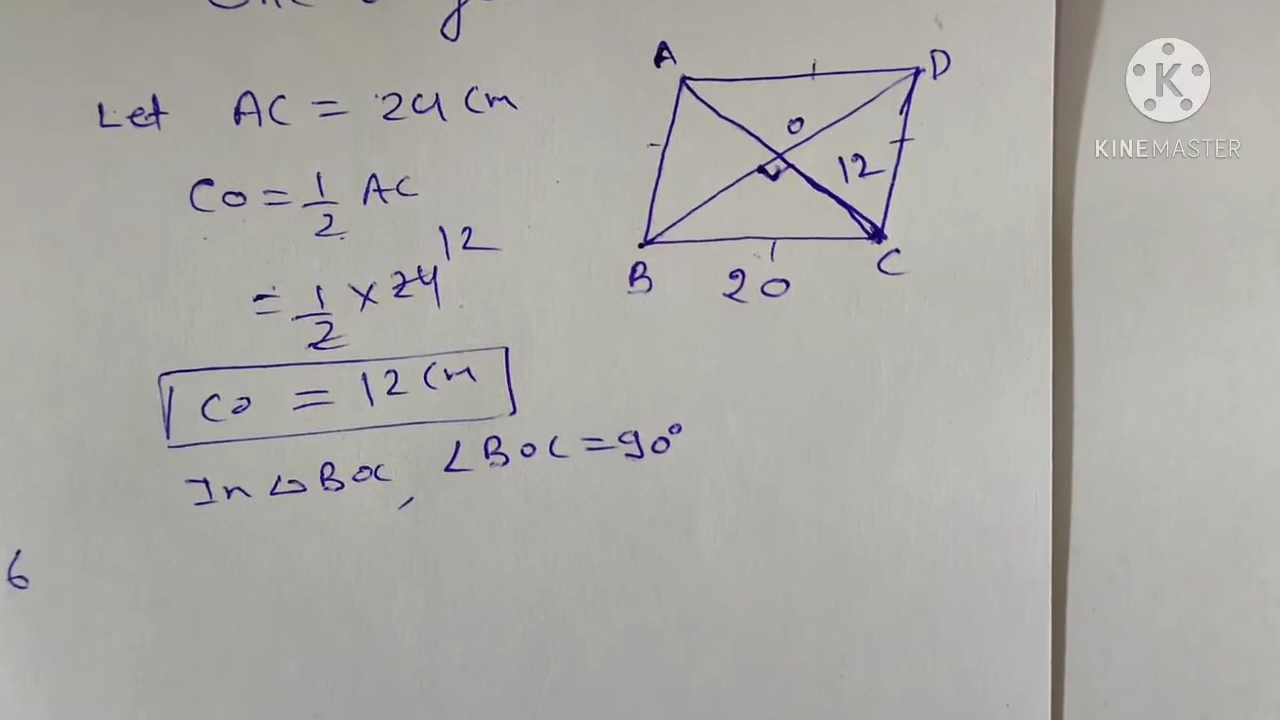 Let AC = 24 cm
CO = 1/2 AC
= 1/2 × 24 12
CO = 12 cm
In △BOC, ∠BOC = 90°
6
A
D
O
12
B
20
C
K
KINEMASTER